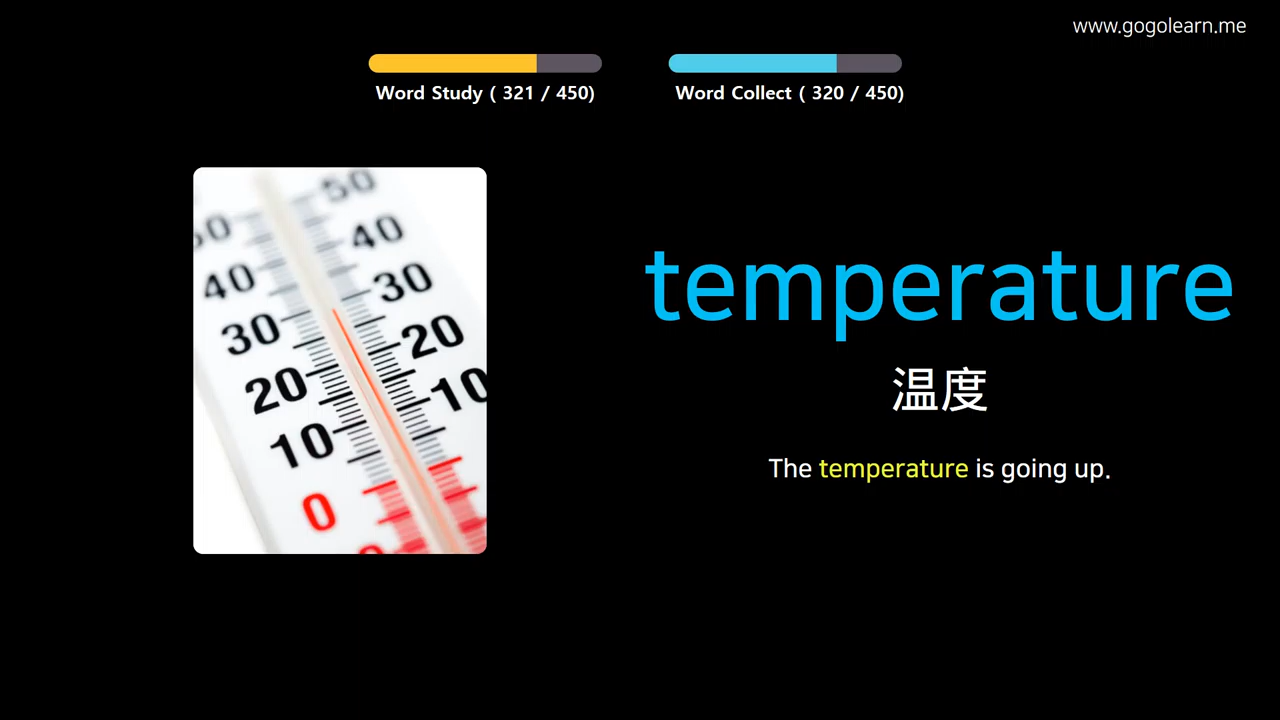 www.gogolearn.me
Word Study ( 321 / 450)
Word Collect ( 320 / 450)
50
50
40
40
30
30
20
20
10
10
0
temperature
温度
The temperature is going up.